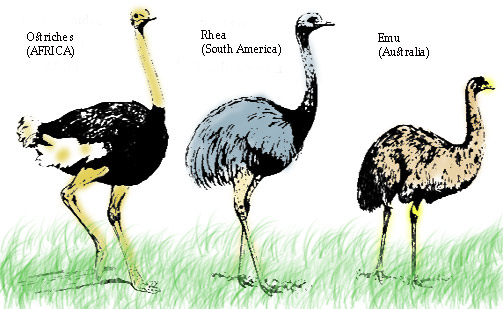 Ostriches
(AFRICA)
Rhea
(South America)
Emu
(Australia)